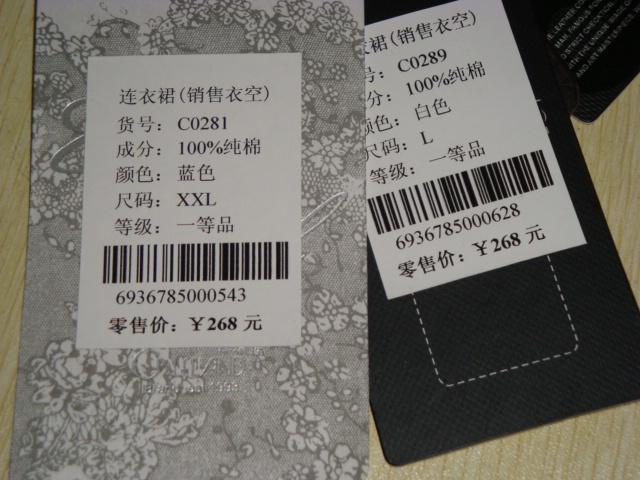 连衣裙(销售衣空)
货号: C0281
成分: 100%纯棉
颜色: 蓝色
尺码: XXL
等级: 一等品
6936785000543
零售价: ¥268 元
裙(销售衣空)
号: C0289
分: 100%纯棉
颜色: 白色
尺码: L
等级: 一等品
6936785000628
零售价: ¥268 元